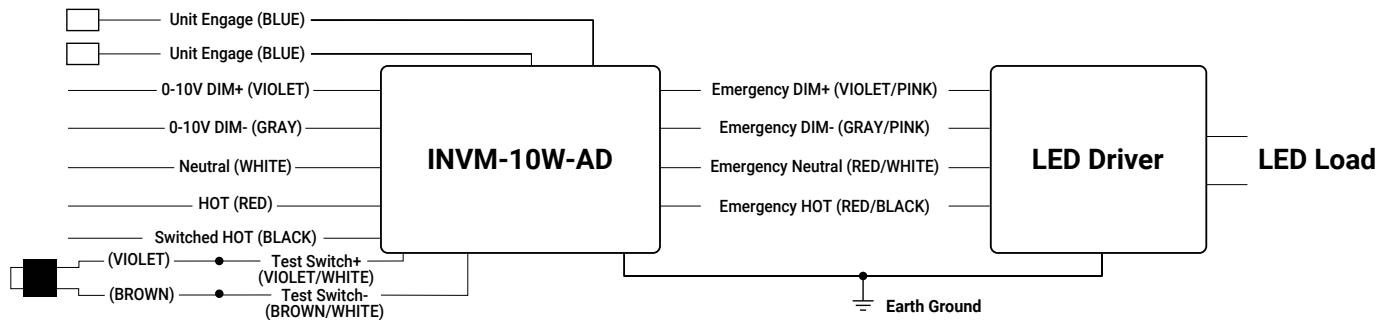 Unit Engage (BLUE)
Unit Engage (BLUE)
0-10V DIM+ (VIOLET)
0-10V DIM- (GRAY)
Neutral (WHITE)
HOT (RED)
Switched HOT (BLACK)
(VIOLET)
Test Switch+
(VIOLET/WHITE)
(BROWN)
Test Switch-
(BROWN/WHITE)
INVM-10W-AD
Emergency DIM+ (VIOLET/PINK)
Emergency DIM- (GRAY/PINK)
Emergency Neutral (RED/WHITE)
Emergency HOT (RED/BLACK)
LED Driver
LED Load
Earth Ground